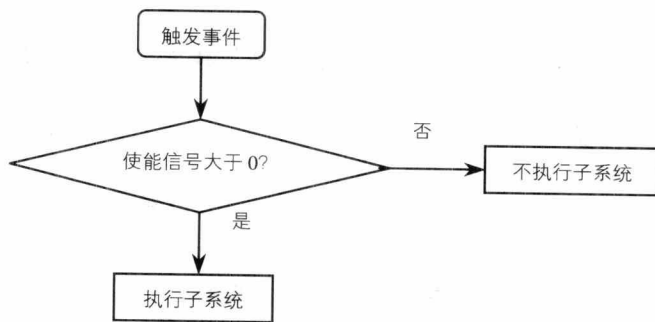 触发事件
使能信号大于 0?
否
不执行子系统
是
执行子系统